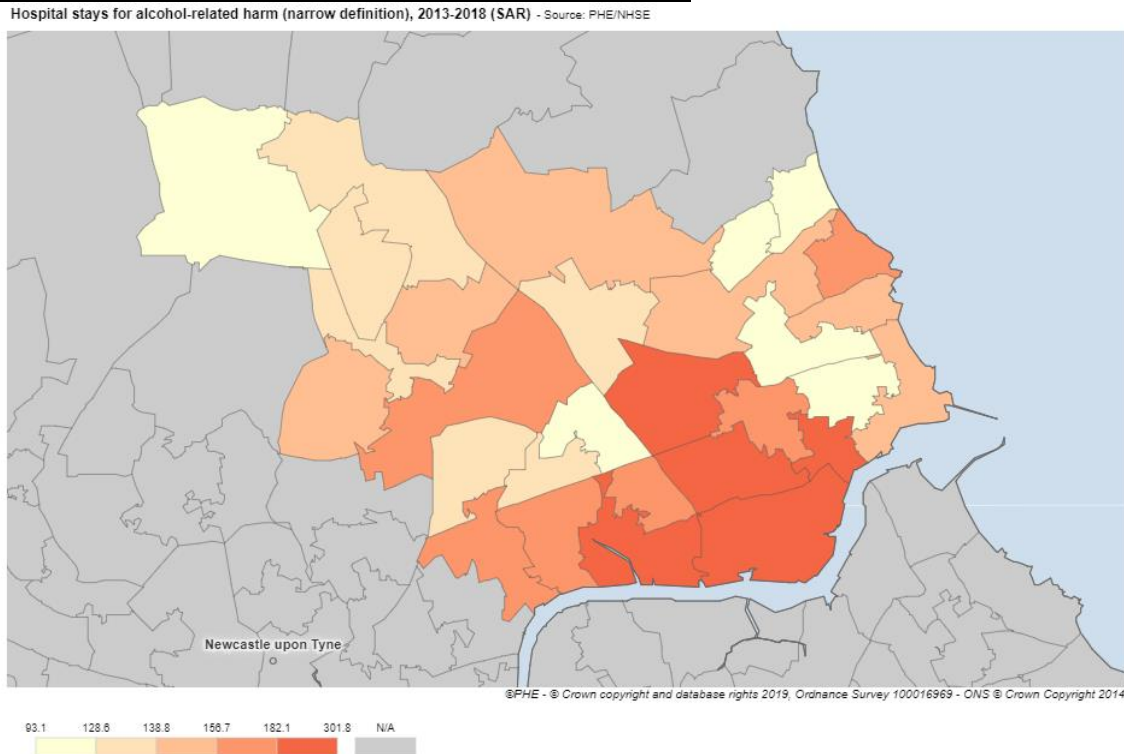 Hospital stays for alcohol-related harm (narrow definition), 2013-2018 (SAR) - Source: PHE/NHSE
Newcastle upon Tyne
©PHE - © Crown copyright and database rights 2019, Ordnance Survey 100016969 - ONS © Crown Copyright 2014
93.1 128.6 138.8 156.7 182.1 301.8 N/A